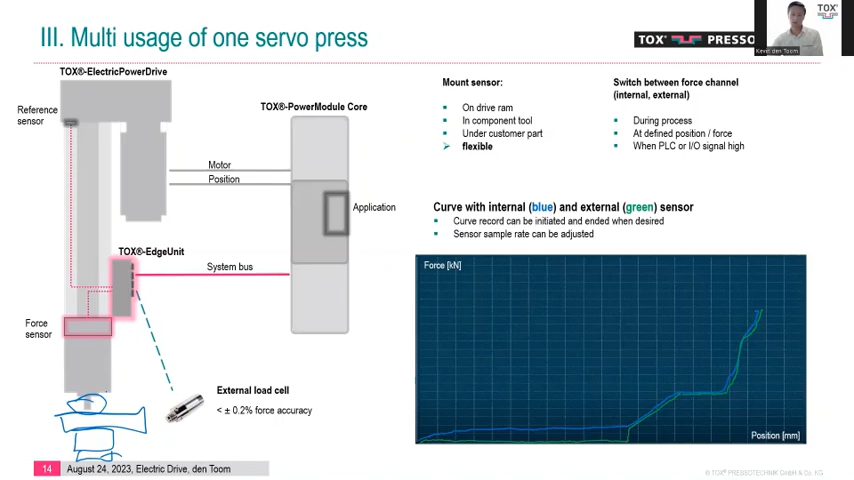 III. Multi usage of one servo press
TOX® PRESSO
TOX®
Kevin den Toom
TOX®-ElectricPowerDrive
Reference
sensor
TOX®-PowerModule Core
Motor
Position
Application
TOX®-EdgeUnit
System bus
Force
sensor
External load cell
< ± 0.2% force accuracy
Mount sensor:
On drive ram
In component tool
Under customer part
flexible
Switch between force channel
(internal, external)
During process
At defined position / force
When PLC or I/O signal high
Curve with internal (blue) and external (green) sensor
Curve record can be initiated and ended when desired
Sensor sample rate can be adjusted
Force [kN]
Position [mm]
14 August 24, 2023, Electric Drive, den Toom
© TOX® PRESSOTECHNIK GmbH & Co. KG